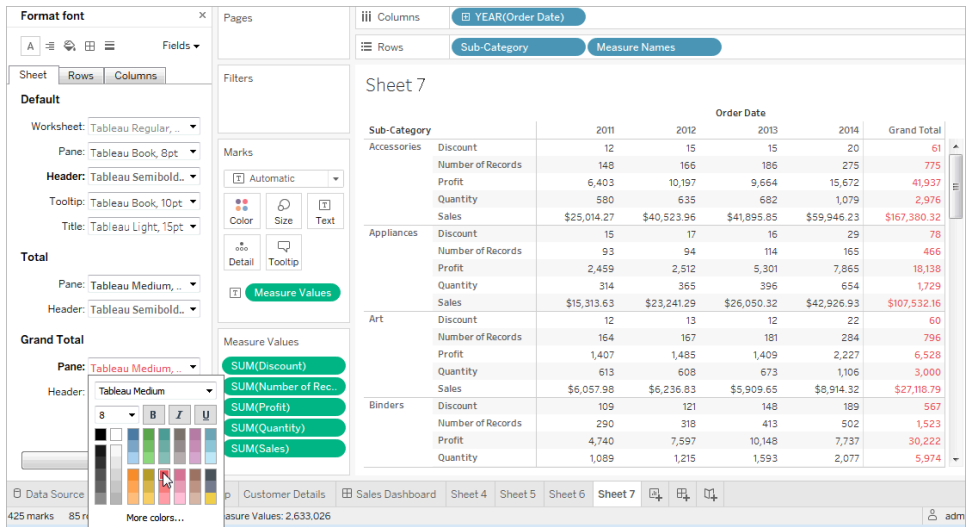 Format font ×
A Fields
Sheet Rows Columns
Default
Worksheet: Tableau Regular, ..
Pane: Tableau Book, 8pt
Header: Tableau Semibold..
Tooltip: Tableau Book, 10pt
Title: Tableau Light, 15pt
Total
Pane: Tableau Medium, ..
Header: Tableau Semibold..
Grand Total
Pane: Tableau Medium, ..
Header:
Tableau Medium
8 B I U
More colors...
Pages
Filters
Marks
T Automatic
Color Size Text
Detail Tooltip
T Measure Values
Measure Values
SUM(Discount)
SUM(Number of Rec..
SUM(Profit)
SUM(Quantity)
SUM(Sales)
Columns YEAR(Order Date)
Rows Sub-Category Measure Names
Sheet 7
Order Date
Sub-Category 2011 2012 2013 2014 Grand Total
Accessories Discount 12 15 15 20 61
Number of Records 148 166 186 275 775
Profit 6,403 10,197 9,664 15,672 41,937
Quantity 580 635 682 1,079 2,976
Sales $25,014.27 $40,523.96 $41,895.85 $59,946.23 $167,380.32
Appliances Discount 15 17 16 29 78
Number of Records 93 94 114 165 466
Profit 2,459 2,512 5,301 7,865 18,138
Quantity 314 365 396 654 1,729
Sales $15,313.63 $23,241.29 $26,050.32 $42,926.93 $107,532.16
Art Discount 12 13 12 22 60
Number of Records 164 167 181 284 796
Profit 1,407 1,485 1,409 2,227 6,528
Quantity 613 608 673 1,106 3,000
Sales $6,057.98 $6,236.83 $5,909.65 $8,914.32 $27,118.79
Binders Discount 109 121 148 189 567
Number of Records 290 318 413 502 1,523
Profit 4,740 7,597 10,148 7,737 30,222
Quantity 1,089 1,215 1,593 2,077 5,974
Data Source p Customer Details Sales Dashboard Sheet 4 Sheet 5 Sheet 6 Sheet 7
425 marks 85 r easure Values: 2,633,026 adm